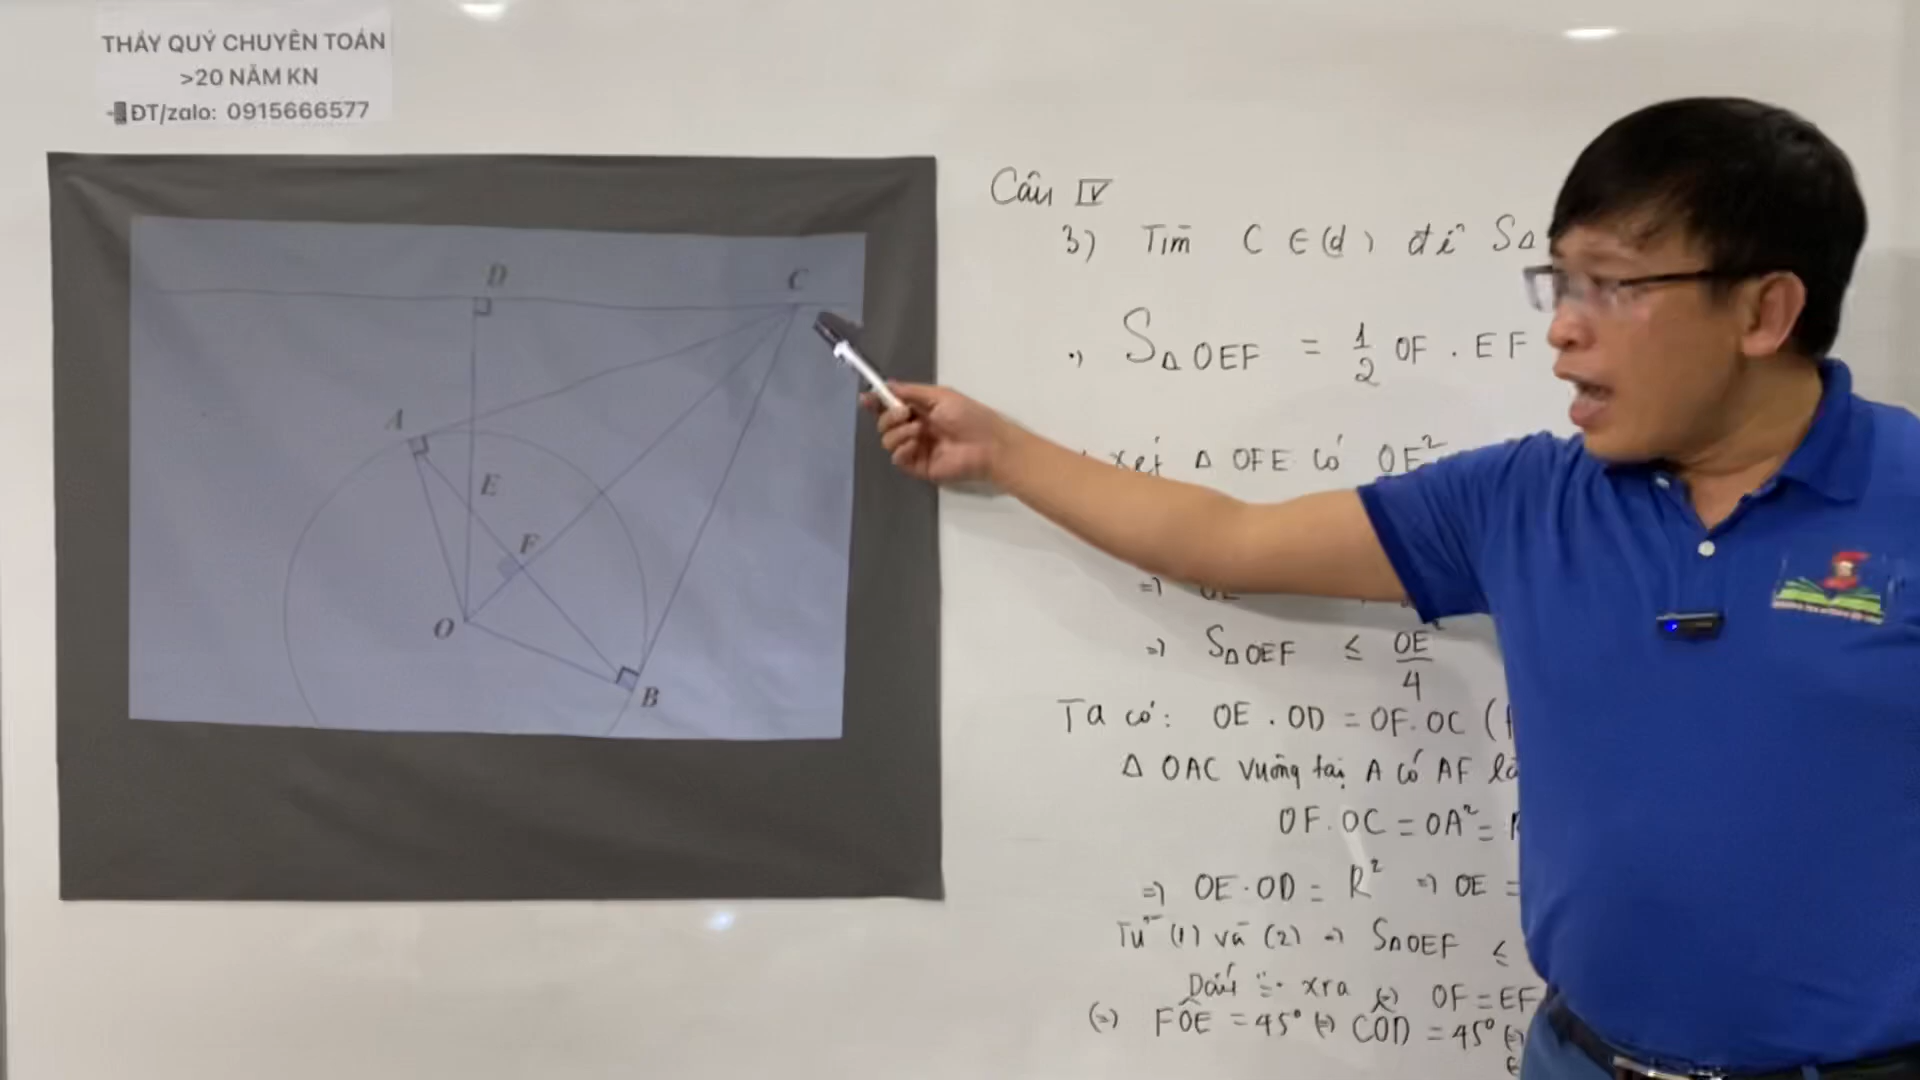 THẦY QUÝ CHUYÊN TOÁN
>20 NĂM KN
ĐT/zalo: 0915666577
D
C
A
E
F
O
B
Câu IV
3) Tìm C ∈ (d) để S△
S△OEF = 1/2 OF . EF
xét △ OFE có OE²
=> OE
=> S△OEF ≤ OE²/4
Ta có: OE . OD = OF. OC
△ OAC vuông tại A có AF là
OF. OC = OA² =
=> OE . OD = R² => OE =
Từ (1) và (2) => S△OEF ≤
Dấu "=" xra <=> OF = EF
<=> FÔE = 45° <=> CÔD = 45°